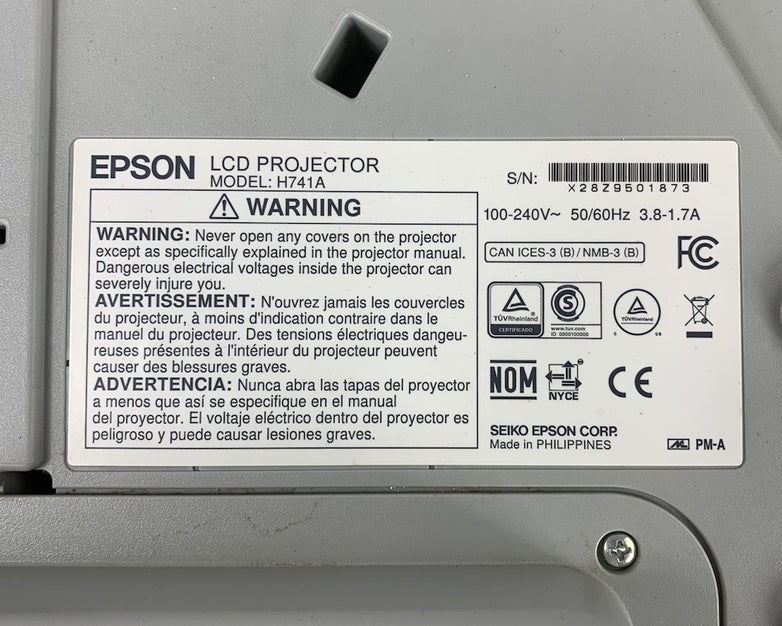 EPSON LCD PROJECTOR
MODEL: H741A
WARNING
WARNING: Never open any covers on the projector
except as specifically explained in the projector manual.
Dangerous electrical voltages inside the projector can
severely injure you.
AVERTISSEMENT: N'ouvrez jamais les couvercles
du projecteur, à moins d'indication contraire dans le
manuel du projecteur. Des tensions électriques dangeu-
reuses présentes à l'intérieur du projecteur peuvent
causer des blessures graves.
ADVERTENCIA: Nunca abra las tapas del proyector
a menos que así se especifique en el manual
del proyector. El voltaje eléctrico dentro del proyector es
peligroso y puede causar lesiones graves.
S/N:
X28Z9501873
100-240V~ 50/60Hz 3.8-1.7A
CAN ICES-3 (B) / NMB-3 (B)
FC
TÜVRheinland
CERTIFICADO
S
www.tuv.com
ID 0000100000
TÜVRheinland
C US
NOM
NYCE
CE
SEIKO EPSON CORP.
Made in PHILIPPINES
PM-A